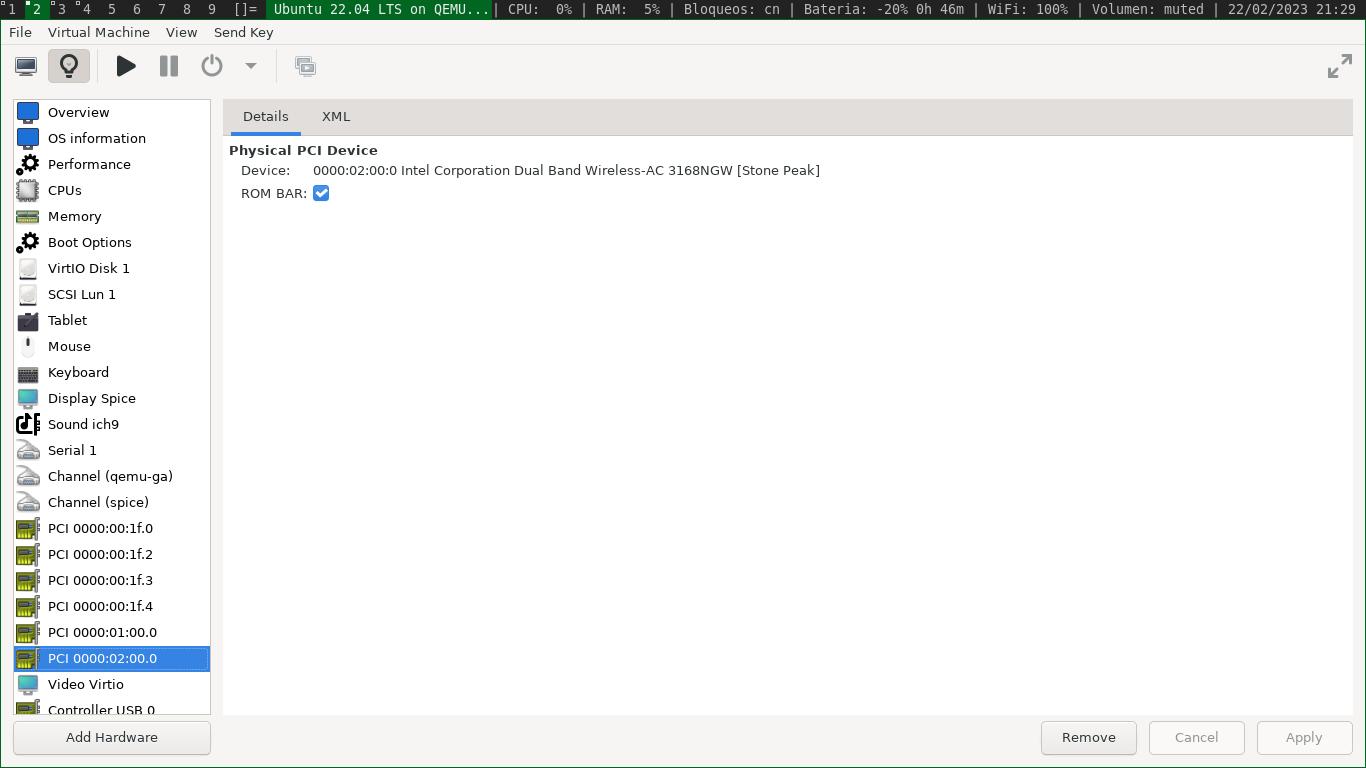 1 2 3 4 5 6 7 8 9 []= Ubuntu 22.04 LTS on QEMU... | CPU: 0% | RAM: 5% | Bloqueos: cn | Bateria: -20% 0h 46m | WiFi: 100% | Volumen: muted | 22/02/2023 21:29
File Virtual Machine View Send Key
Overview
OS information
Performance
CPUs
Memory
Boot Options
VirtIO Disk 1
SCSI Lun 1
Tablet
Mouse
Keyboard
Display Spice
Sound ich9
Serial 1
Channel (qemu-ga)
Channel (spice)
PCI 0000:00:1f.0
PCI 0000:00:1f.2
PCI 0000:00:1f.3
PCI 0000:00:1f.4
PCI 0000:01:00.0
PCI 0000:02:00.0
Video Virtio
Controller USB 0
Add Hardware
Details XML
Physical PCI Device
Device: 0000:02:00:0 Intel Corporation Dual Band Wireless-AC 3168NGW [Stone Peak]
ROM BAR:
Remove Cancel Apply